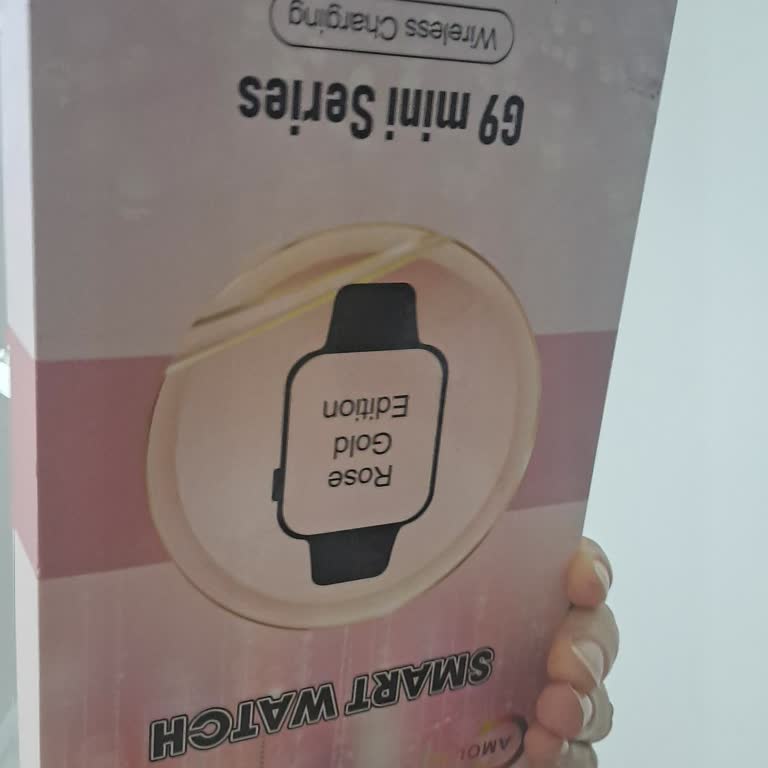 SMART WATCH
Rose
Gold
Edition
G9 mini Series
Wireless Charging